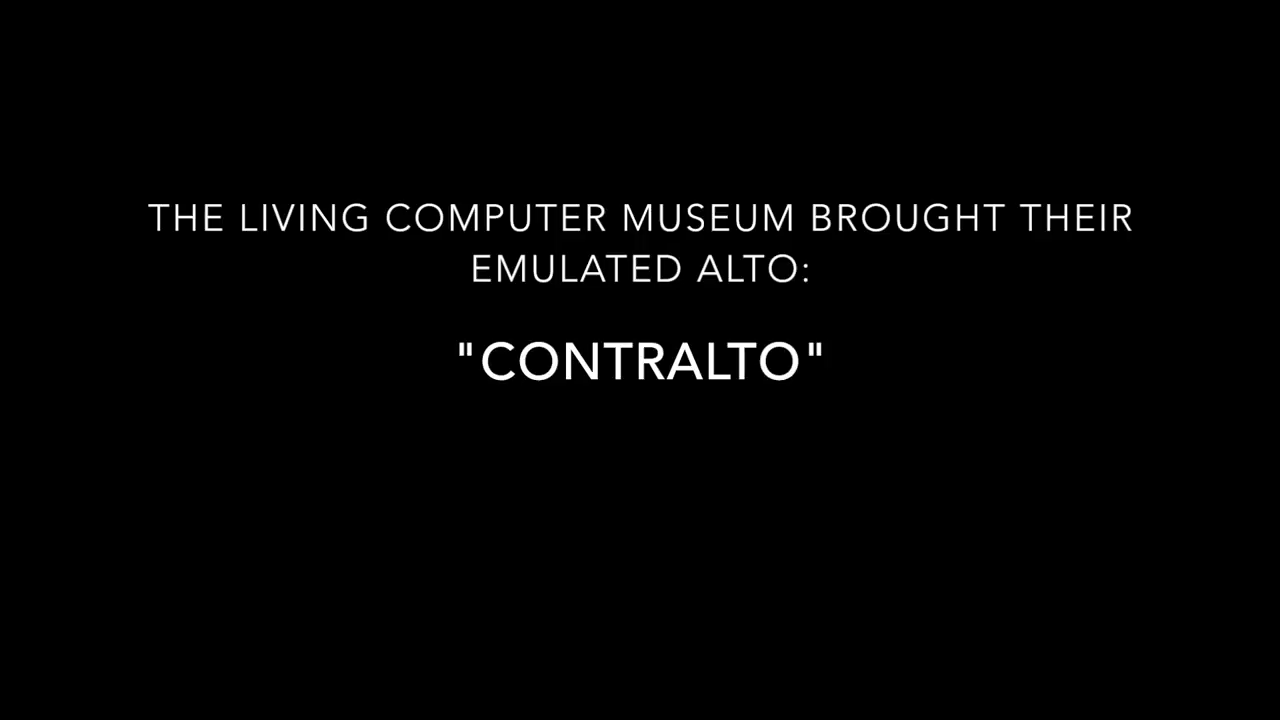 THE LIVING COMPUTER MUSEUM BROUGHT THEIR
EMULATED ALTO:
"CONTRALTO"